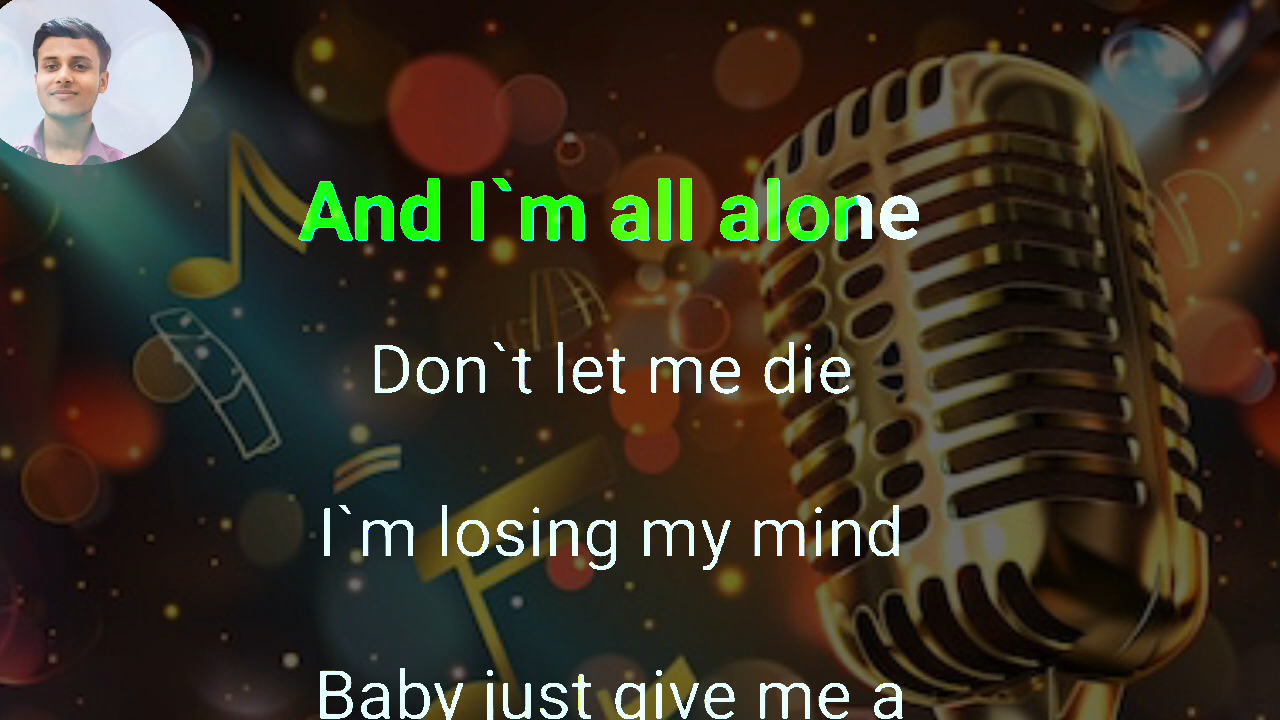 And I`m all alone
Don`t let me die
I`m losing my mind
Baby just give me a